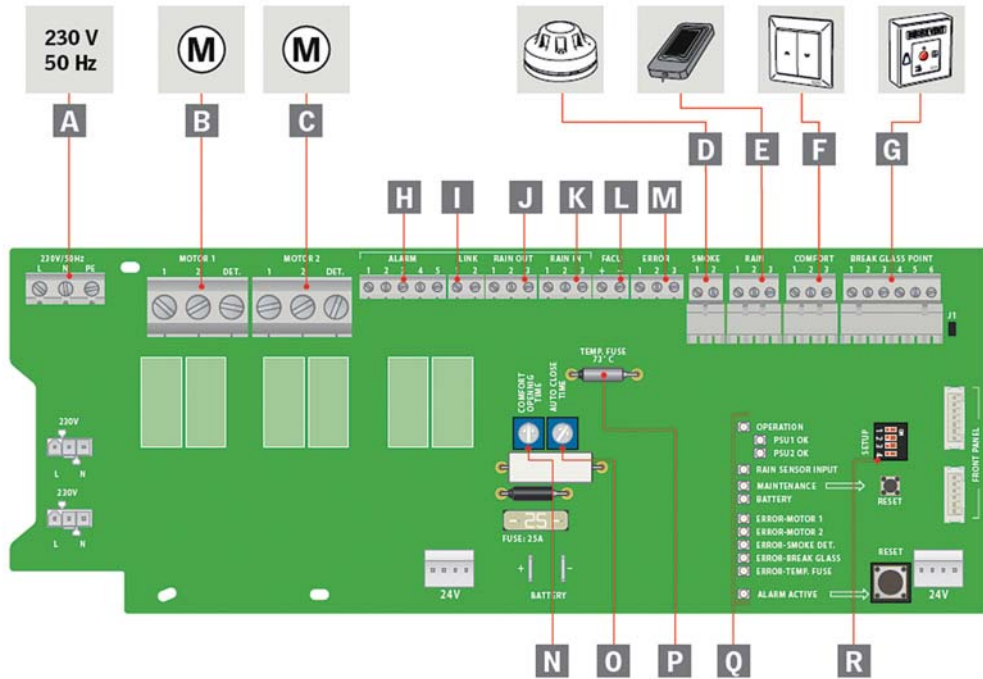 230 V
50 Hz
M
M
A
B
C
D
E
F
G
H
I
J
K
L
M
230V/50Hz
L N PE
MOTOR 1
1 2 DET.
MOTOR 2
1 2 DET.
ALARM
1 2 3 4 5
LINK
1 2
RAIN OUT
1 2 3
RAIN IN
1 2 3
FACU
+ -
ERROR
1 2 3
SMOKE
1 2
RAIN
1 2 3
COMFORT
1 2 3
BREAK GLASS POINT
1 2 3 4 5 6
J1
TEMP. FUSE
73° C
COMFORT
OPENNIG
TIME
AUTO CLOSE
TIME
OPERATION
PSU1 OK
PSU2 OK
RAIN SENSOR INPUT
MAINTENANCE
BATTERY
ERROR-MOTOR 1
ERROR-MOTOR 2
ERROR-SMOKE DET.
ERROR-BREAK GLASS
ERROR-TEMP. FUSE
ALARM ACTIVE
SETUP
1
2
3
4
RESET
RESET
FRONT PANEL
230V
L N
230V
L N
25
FUSE: 25A
+ -
BATTERY
24V
24V
N
O
P
Q
R